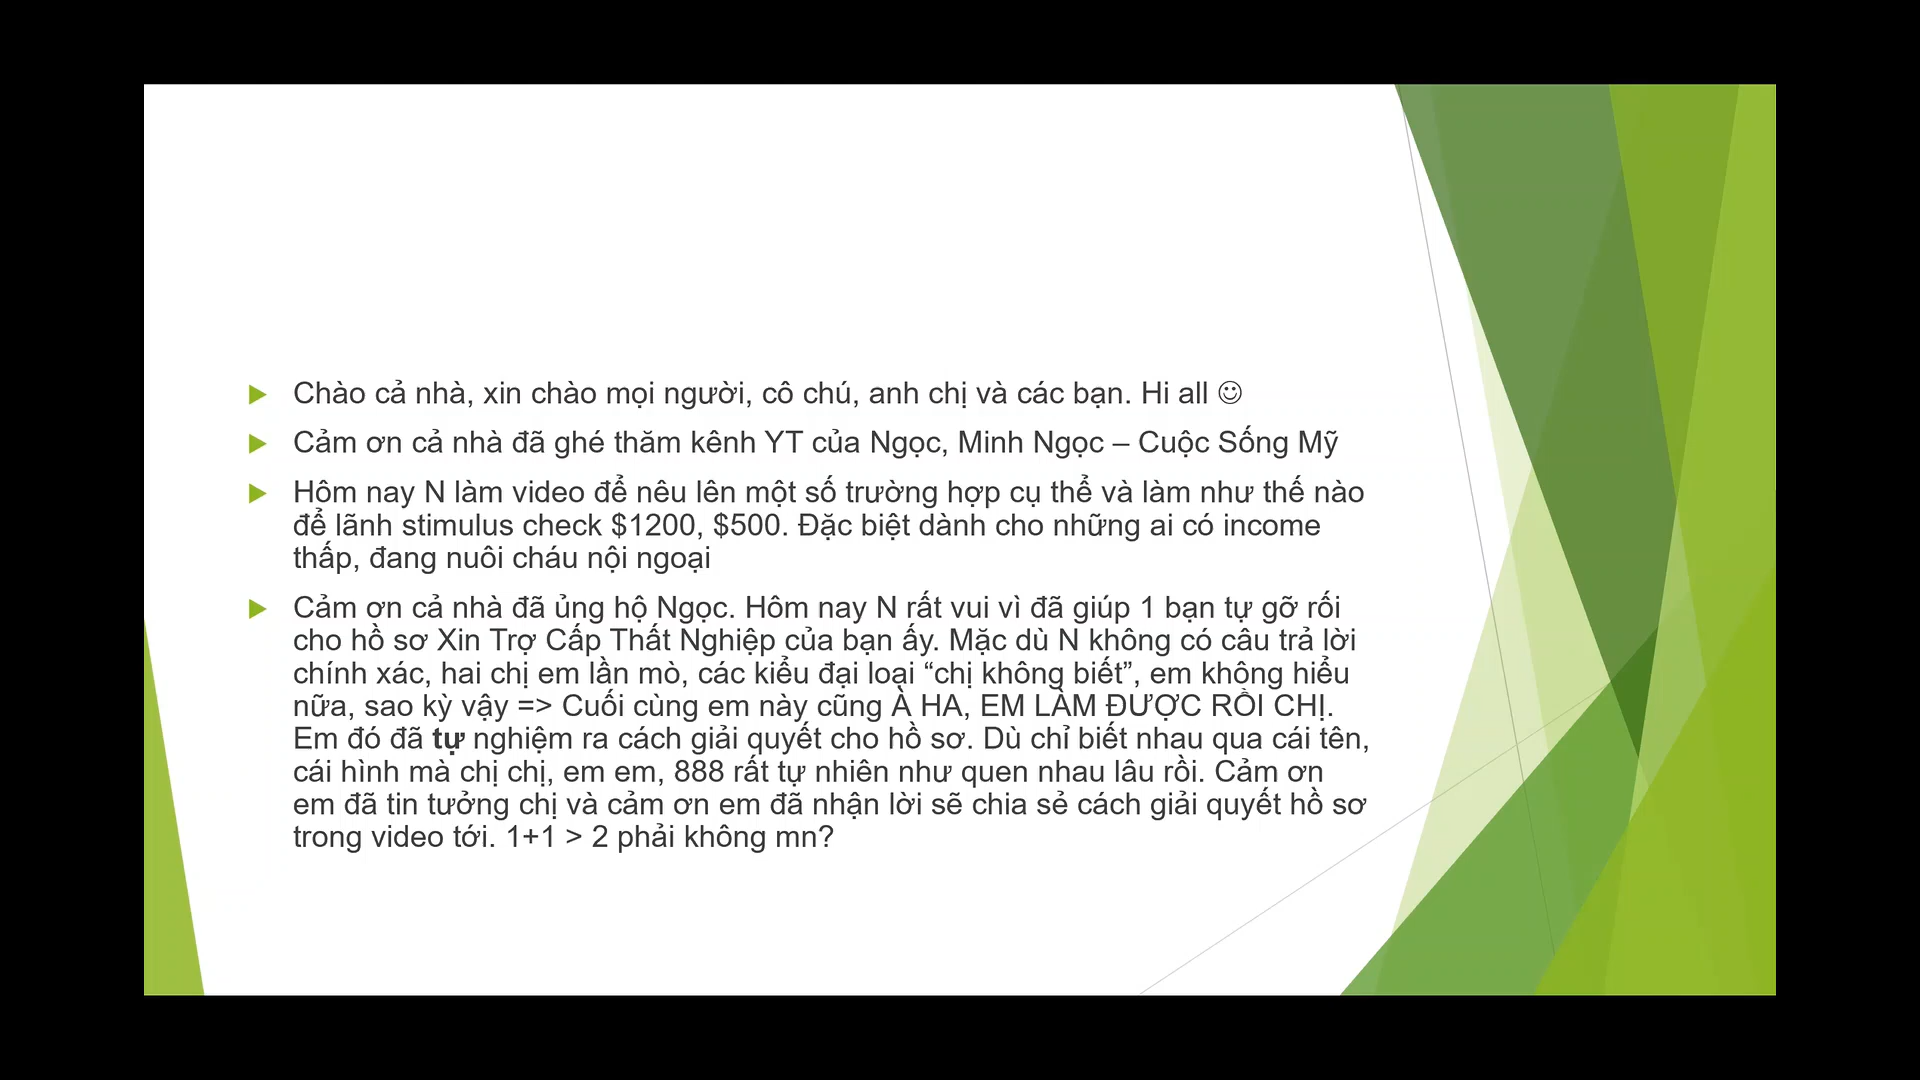 Chào cả nhà, xin chào mọi người, cô chú, anh chị và các bạn. Hi all ☺
Cảm ơn cả nhà đã ghé thăm kênh YT của Ngọc, Minh Ngọc – Cuộc Sống Mỹ
Hôm nay N làm video để nêu lên một số trường hợp cụ thể và làm như thế nào
để lãnh stimulus check $1200, $500. Đặc biệt dành cho những ai có income
thấp, đang nuôi cháu nội ngoại
Cảm ơn cả nhà đã ủng hộ Ngọc. Hôm nay N rất vui vì đã giúp 1 bạn tự gỡ rối
cho hồ sơ Xin Trợ Cấp Thất Nghiệp của bạn ấy. Mặc dù N không có câu trả lời
chính xác, hai chị em lần mò, các kiểu đại loại “chị không biết”, em không hiểu
nữa, sao kỳ vậy => Cuối cùng em này cũng À HA, EM LÀM ĐƯỢC RỒI CHỊ.
Em đó đã tự nghiệm ra cách giải quyết cho hồ sơ. Dù chỉ biết nhau qua cái tên,
cái hình mà chị chị, em em, 888 rất tự nhiên như quen nhau lâu rồi. Cảm ơn
em đã tin tưởng chị và cảm ơn em đã nhận lời sẽ chia sẻ cách giải quyết hồ sơ
trong video tới. 1+1 > 2 phải không mn?